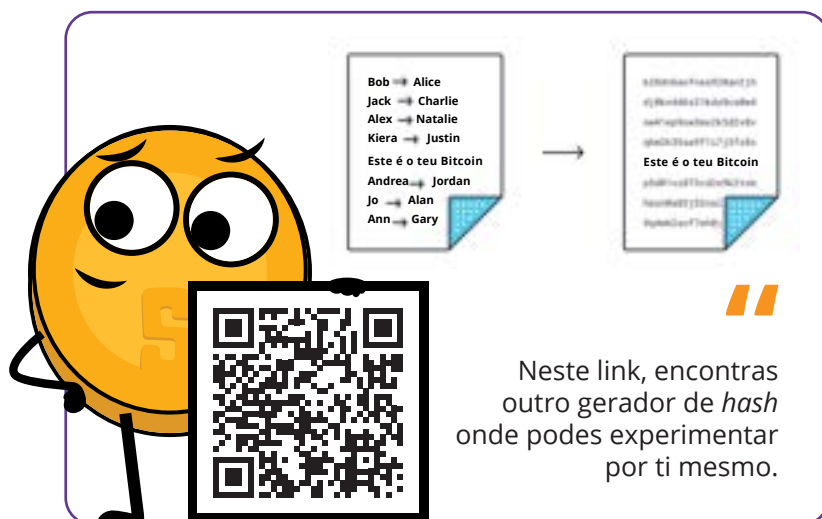 Bob → Alice
Jack → Charlie
Alex → Natalie
Kiera → Justin
Este é o teu Bitcoin
Andrea → Jordan
Jo → Alan
Ann → Gary
Este é o teu Bitcoin
“
Neste link, encontras
outro gerador de hash
onde podes experimentar
por ti mesmo.